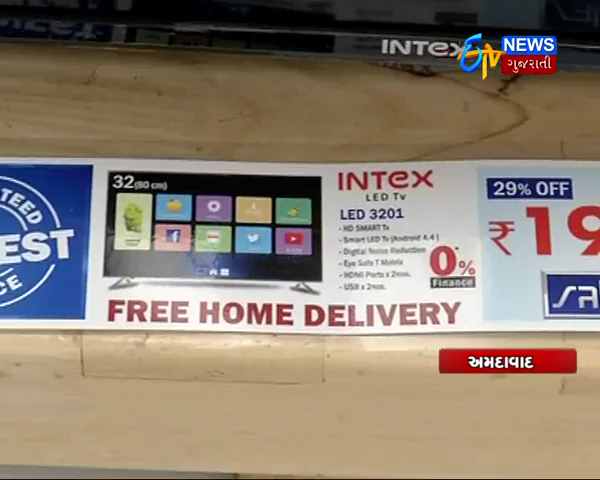 INTEX
ETV NEWS
ગુજરાતી
32(80 cm)
INTEX
LED Tv
LED 3201
- HD SMART Tv
- Smart LED Tv (Android 4.4)
- Digital Noise Reduction
- Eye Safe T Matrix
- HDMI Ports x 2nos.
- USB x 2nos.
0%
Finance
FREE HOME DELIVERY
29% OFF
₹19
અમદાવાદ